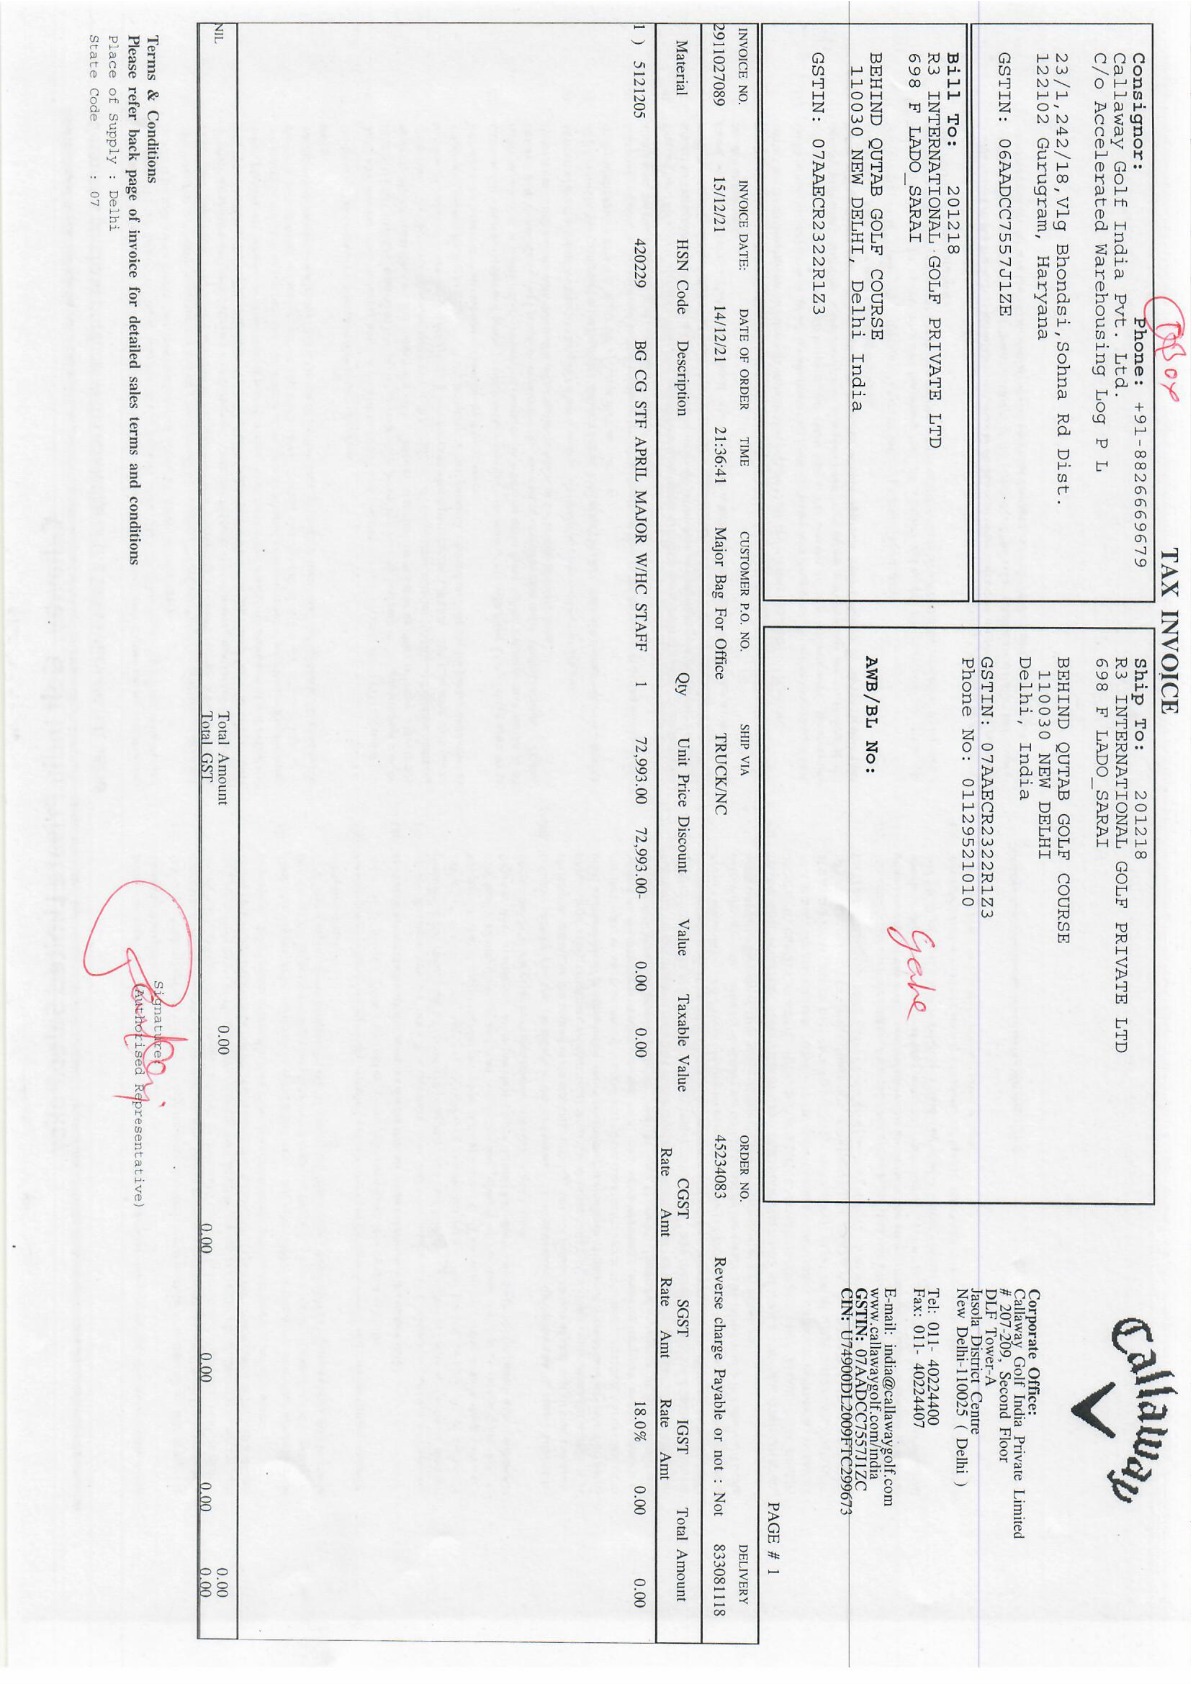 TAX INVOICE
Box
Consignor: Phone: +91-8826669679
Callaway Golf India Pvt. Ltd.
C/o Accelerated Warehousing Log P L
23/1,242/18,Vlg Bhondsi,Sohna Rd Dist.
122102 Gurugram, Haryana
GSTIN: 06AADCC7557J1ZE
Bill To: 201218
R3 INTERNATIONAL GOLF PRIVATE LTD
698 F LADO_SARAI
BEHIND QUTAB GOLF COURSE
110030 NEW DELHI, Delhi India
GSTIN: 07AAECR2322R1Z3
Ship To: 201218
R3 INTERNATIONAL GOLF PRIVATE LTD
698 F LADO_SARAI
BEHIND QUTAB GOLF COURSE
110030 NEW DELHI
Delhi, India
GSTIN: 07AAECR2322R1Z3
Phone No: 01129521010
AWB/BL No:
Callaway
Corporate Office:
Callaway Golf India Private Limited
# 207-209, Second Floor
DLF Tower-A
Jasola District Centre
New Delhi-110025 ( Delhi )
Tel: 011- 40224400
Fax: 011- 40224407
E-mail: india@callawaygolf.com
www.callawaygolf.com/india
GSTIN: 07AADCC7557J1ZC
CIN: U74900DL2009FTC299673
PAGE # 1
INVOICE NO. INVOICE DATE: DATE OF ORDER TIME CUSTOMER P.O. NO. SHIP VIA ORDER NO. DELIVERY
2911027089 15/12/21 14/12/21 21:36:41 Major Bag For Office TRUCK/NC 45234083 Reverse charge Payable or not : Not 833081118
Material HSN Code Description Qty Unit Price Discount Value Taxable Value CGST SGST IGST Total Amount
Rate Amt Rate Amt Rate Amt
1 ) 5121205 420229 BG CG STF APRIL MAJOR W/HC STAFF 1 72,993.00 72,993.00- 0.00 0.00 18.0% 0.00 0.00
NIL Total Amount 0.00 0.00
Total GST 0.00 0.00 0.00 0.00
Signature
(Authorised Representative)
Terms & Conditions
Please refer back page of invoice for detailed sales terms and conditions
Place of Supply : Delhi
State Code : 07